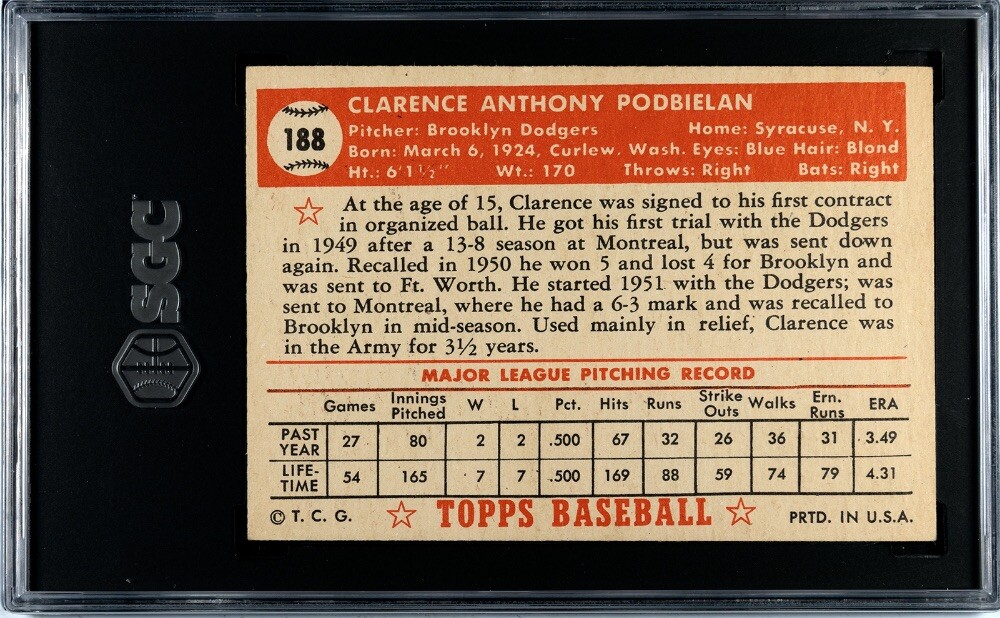 SGC
188
CLARENCE ANTHONY PODBIELAN
Pitcher: Brooklyn Dodgers Home: Syracuse, N. Y.
Born: March 6, 1924, Curlew, Wash. Eyes: Blue Hair: Blond
Ht.: 6'1½" Wt.: 170 Throws: Right Bats: Right
At the age of 15, Clarence was signed to his first contract
in organized ball. He got his first trial with the Dodgers
in 1949 after a 13-8 season at Montreal, but was sent down
again. Recalled in 1950 he won 5 and lost 4 for Brooklyn and
was sent to Ft. Worth. He started 1951 with the Dodgers; was
sent to Montreal, where he had a 6-3 mark and was recalled to
Brooklyn in mid-season. Used mainly in relief, Clarence was
in the Army for 3½ years.
MAJOR LEAGUE PITCHING RECORD
Games Innings Pitched W L Pct. Hits Runs Strike Outs Walks Ern. Runs ERA
PAST YEAR 27 80 2 2 .500 67 32 26 36 31 3.49
LIFE-TIME 54 165 7 7 .500 169 88 59 74 79 4.31
© T. C. G. TOPPS BASEBALL PRTD. IN U.S.A.